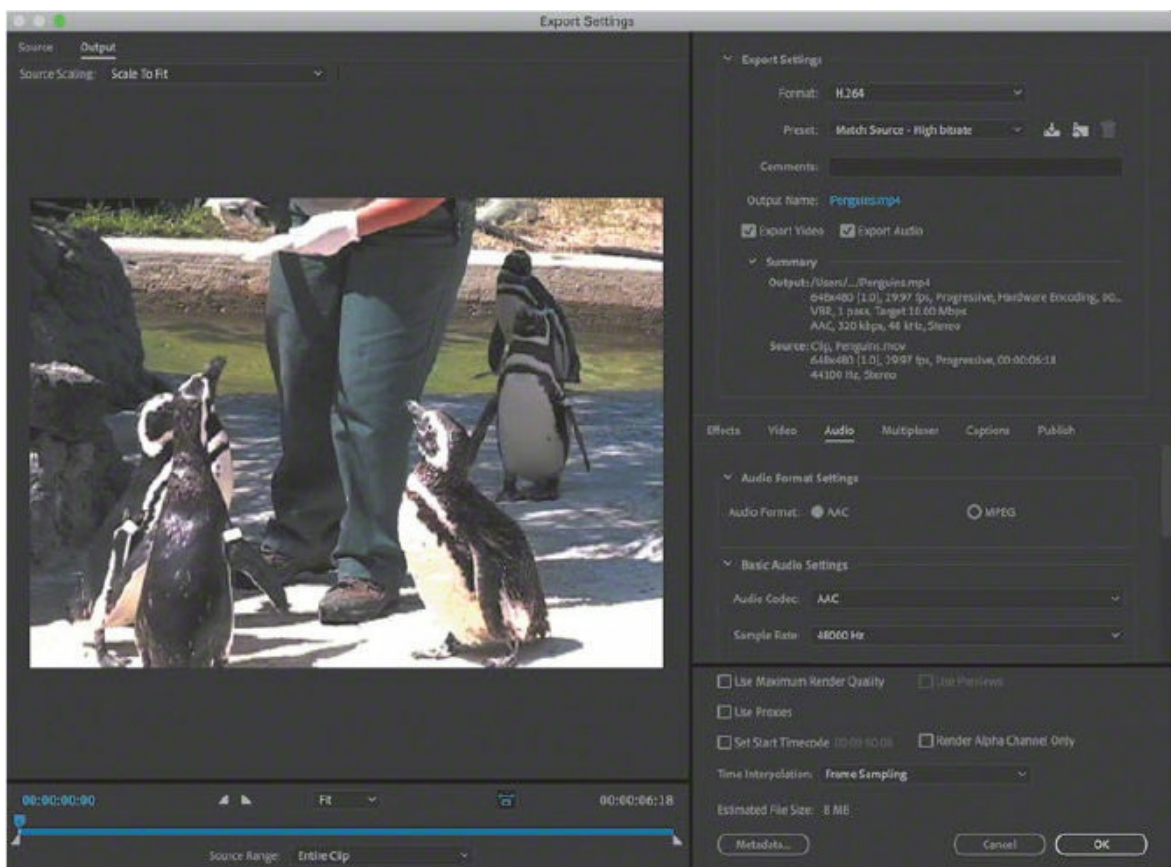 Export Settings
Source Output
Source Scaling: Scale To Fit
Export Settings
Format: H.264
Preset: Match Source - High bitrate
Comments:
Output Name: Penguins.mp4
Export Video Export Audio
Summary
Output: /Users/.../Penguins.mp4
648x480 (1.0), 29.97 fps, Progressive, Hardware Encoding, 00...
VBR, 1 pass, Target 10.00 Mbps
AAC, 320 kbps, 48 kHz, Stereo
Source: Clip, Penguins.mov
648x480 (1.0), 29.97 fps, Progressive, 00:00:06:18
44100 Hz, Stereo
Effects Video Audio Multiplexer Captions Publish
Audio Format Settings
Audio Format: AAC MPEG
Basic Audio Settings
Audio Codec: AAC
Sample Rate: 48000 Hz
Use Maximum Render Quality Use Previews
Use Proxies
Set Start Timecode 00:00:00:00 Render Alpha Channel Only
Time Interpolation: Frame Sampling
Estimated File Size: 8 MB
Metadata... Cancel OK
00:00:00:00 Fit 00:00:06:18
Source Range: Entire Clip